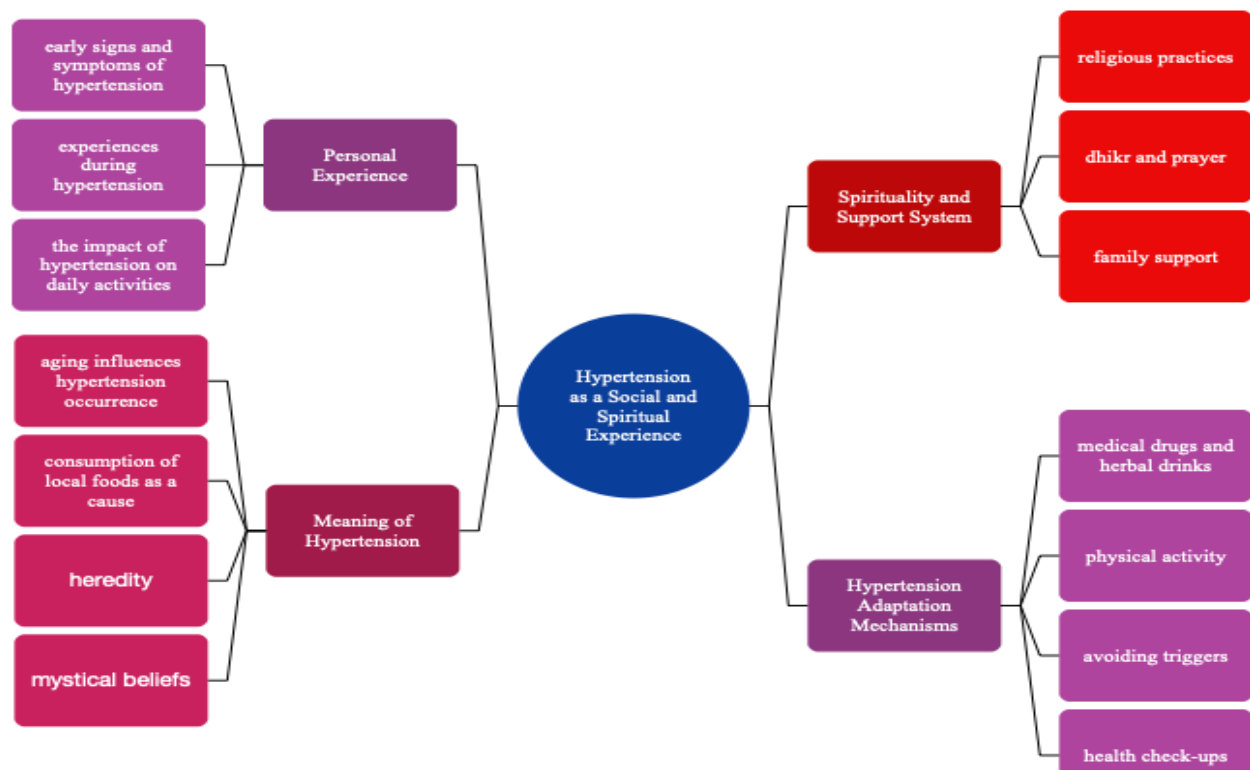 early signs and
symptoms of
hypertension
experiences
during
hypertension
the impact of
hypertension on
daily activities
Personal
Experience
aging influences
hypertension
occurrence
consumption of
local foods as a
cause
heredity
mystical beliefs
Meaning of
Hypertension
Hypertension
as a Social and
Spiritual
Experience
Spirituality and
Support System
religious practices
dhikr and prayer
family support
Hypertension
Adaptation
Mechanisms
medical drugs and
herbal drinks
physical activity
avoiding triggers
health check-ups